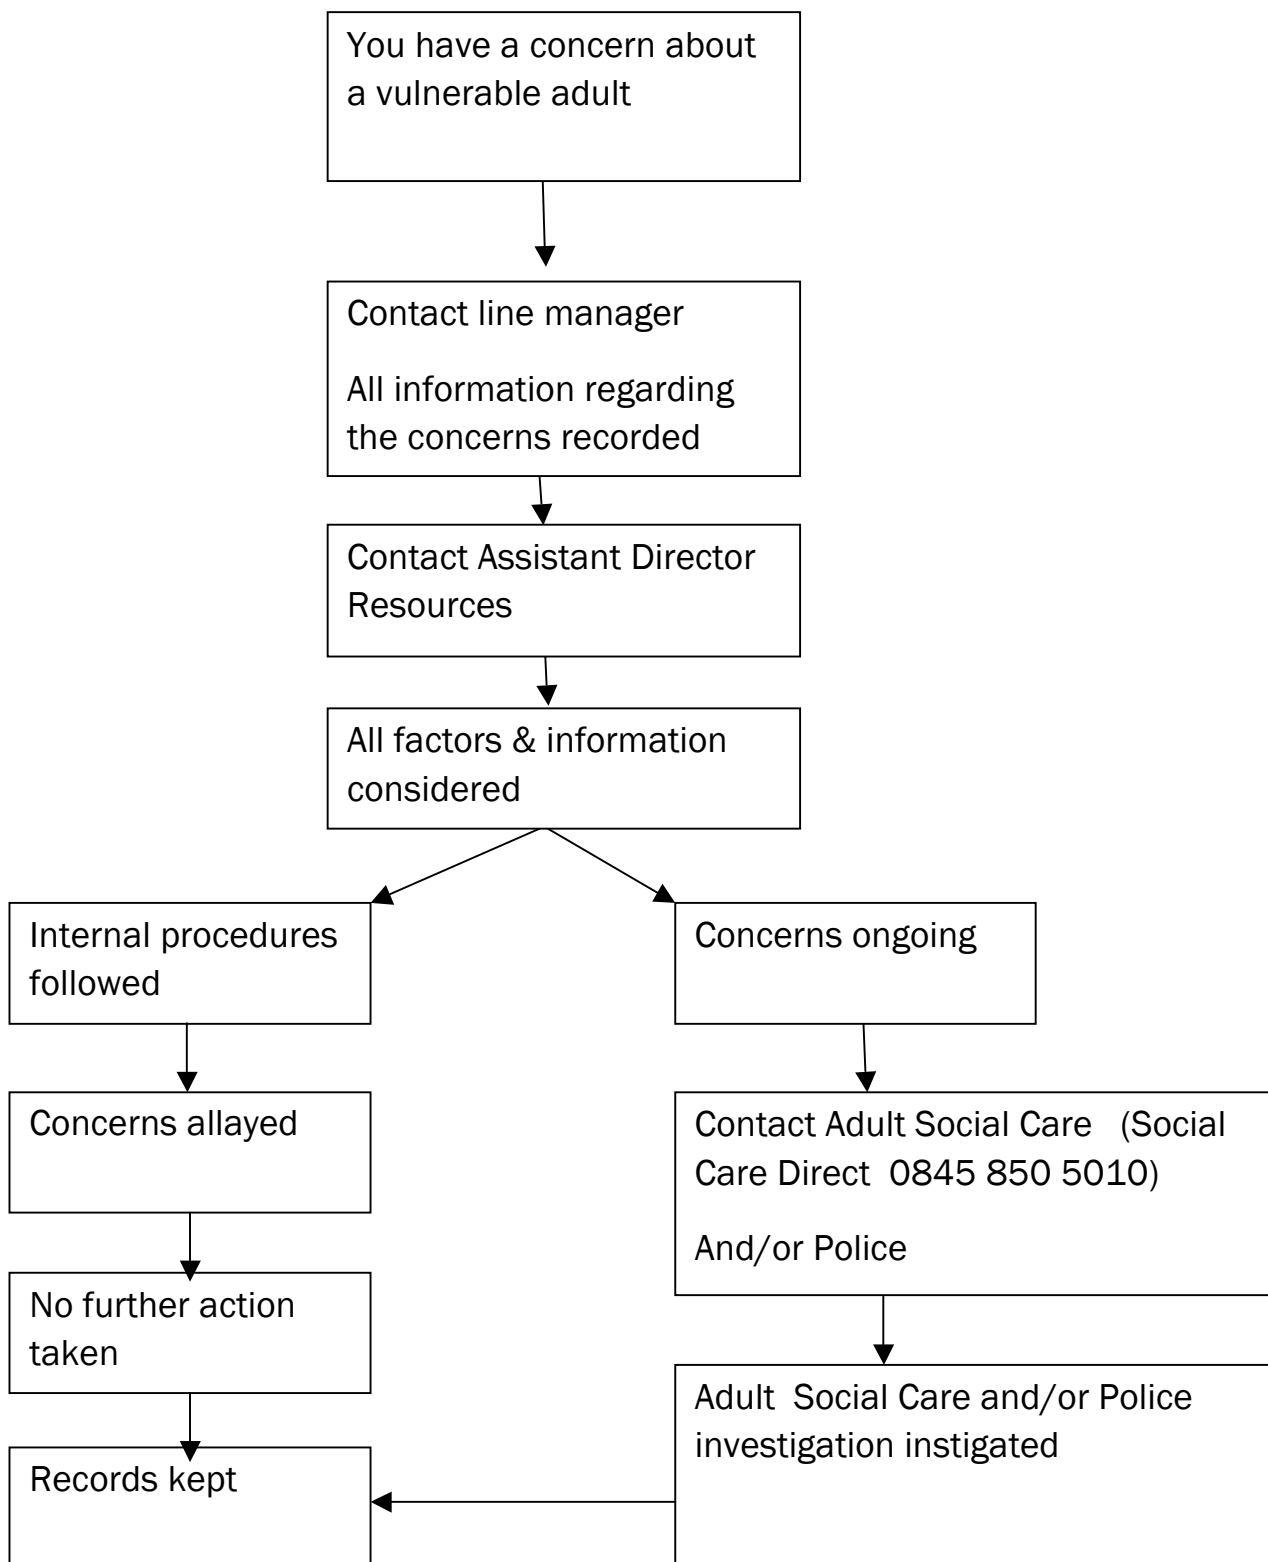 You have a concern about
a vulnerable adult
Contact line manager
All information regarding
the concerns recorded
Contact Assistant Director
Resources
All factors & information
considered
Internal procedures
followed
Concerns ongoing
Concerns allayed
Contact Adult Social Care (Social
Care Direct 0845 850 5010)
And/or Police
No further action
taken
Adult Social Care and/or Police
investigation instigated
Records kept